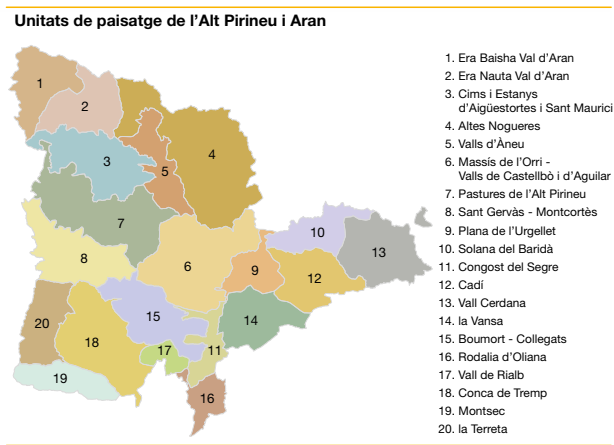 Unitats de paisatge de l'Alt Pirineu i Aran
1. Era Baisha Val d'Aran
2. Era Nauta Val d'Aran
3. Cims i Estanys
d'Aigüestortes i Sant Maurici
4. Altes Nogueres
5. Valls d'Àneu
6. Massís de l'Orri -
Valls de Castellbò i d'Aguilar
7. Pastures de l'Alt Pirineu
8. Sant Gervàs - Montcortès
9. Plana de l'Urgellet
10. Solana del Baridà
11. Congost del Segre
12. Cadí
13. Vall Cerdana
14. la Vansa
15. Boumort - Collegats
16. Rodalia d'Oliana
17. Vall de Rialb
18. Conca de Tremp
19. Montsec
20. la Terreta
1
2
3
4
5
7
10
13
8
6
9
12
20
15
14
18
17
11
19
16